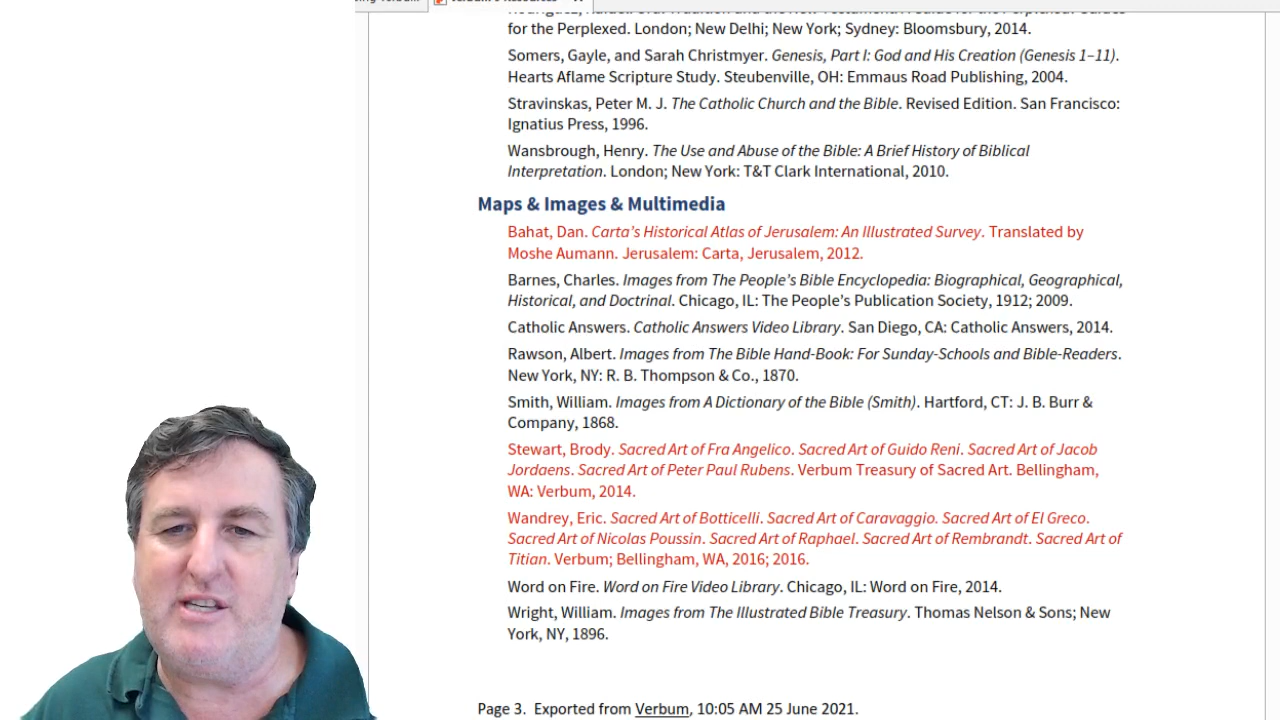 for the Perplexed. London; New Delhi; New York; Sydney: Bloomsbury, 2014.
Somers, Gayle, and Sarah Christmyer. Genesis, Part I: God and His Creation (Genesis 1–11).
Hearts Aflame Scripture Study. Steubenville, OH: Emmaus Road Publishing, 2004.
Stravinskas, Peter M. J. The Catholic Church and the Bible. Revised Edition. San Francisco:
Ignatius Press, 1996.
Wansbrough, Henry. The Use and Abuse of the Bible: A Brief History of Biblical
Interpretation. London; New York: T&T Clark International, 2010.
Maps & Images & Multimedia
Bahat, Dan. Carta’s Historical Atlas of Jerusalem: An Illustrated Survey. Translated by
Moshe Aumann. Jerusalem: Carta, Jerusalem, 2012.
Barnes, Charles. Images from The People’s Bible Encyclopedia: Biographical, Geographical,
Historical, and Doctrinal. Chicago, IL: The People’s Publication Society, 1912; 2009.
Catholic Answers. Catholic Answers Video Library. San Diego, CA: Catholic Answers, 2014.
Rawson, Albert. Images from The Bible Hand-Book: For Sunday-Schools and Bible-Readers.
New York, NY: R. B. Thompson & Co., 1870.
Smith, William. Images from A Dictionary of the Bible (Smith). Hartford, CT: J. B. Burr &
Company, 1868.
Stewart, Brody. Sacred Art of Fra Angelico. Sacred Art of Guido Reni. Sacred Art of Jacob
Jordaens. Sacred Art of Peter Paul Rubens. Verbum Treasury of Sacred Art. Bellingham,
WA: Verbum, 2014.
Wandrey, Eric. Sacred Art of Botticelli. Sacred Art of Caravaggio. Sacred Art of El Greco.
Sacred Art of Nicolas Poussin. Sacred Art of Raphael. Sacred Art of Rembrandt. Sacred Art of
Titian. Verbum; Bellingham, WA, 2016; 2016.
Word on Fire. Word on Fire Video Library. Chicago, IL: Word on Fire, 2014.
Wright, William. Images from The Illustrated Bible Treasury. Thomas Nelson & Sons; New
York, NY, 1896.
Page 3. Exported from Verbum, 10:05 AM 25 June 2021.